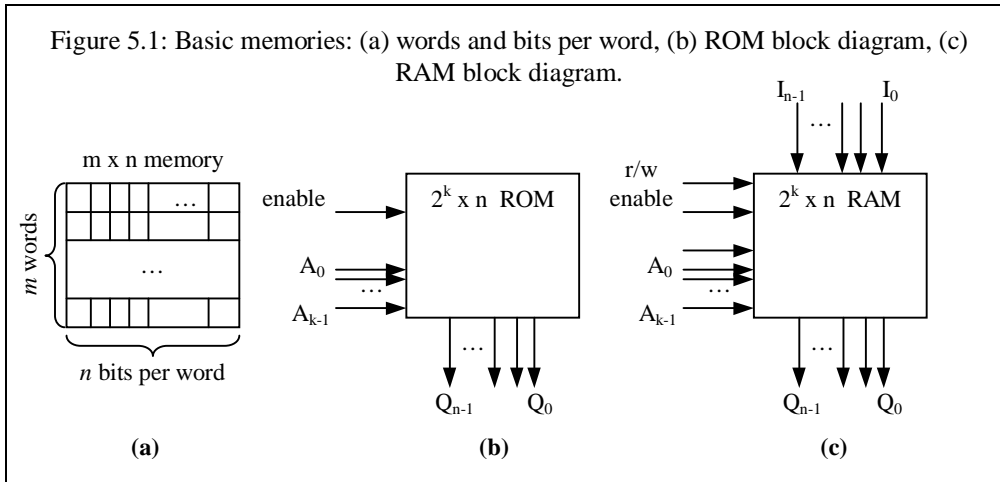 Figure 5.1: Basic memories: (a) words and bits per word, (b) ROM block diagram, (c)
RAM block diagram.
m x n memory
…
…
m words
n bits per word
(a)
enable
2^k x n ROM
A_0
…
A_{k-1}
…
Q_{n-1} Q_0
(b)
I_{n-1} I_0
…
r/w
enable
2^k x n RAM
A_0
…
A_{k-1}
…
Q_{n-1} Q_0
(c)